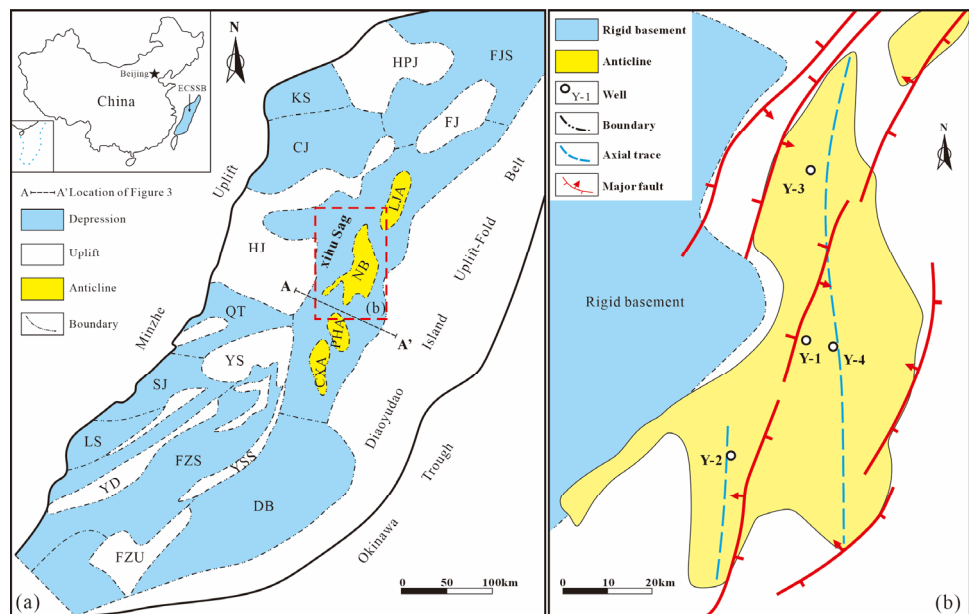 Beijing
ECSSB
China
N
A A' Location of Figure 3
Depression
Uplift
Anticline
Boundary
HPJ
FJS
KS
FJ
CJ
Uplift
Belt
LJA
xihu Sag
HJ
Uplift-Fold
NB
A
(b)
QT
Minzhe
PHA
Island
A'
YS
CXA
SJ
Diaoyudao
LS
FZS
YSS
Trough
YD
DB
Okinawa
FZU
0 50 100km
(a)
Rigid basement
Anticline
Y-1 Well
Boundary
Axial trace
Major fault
N
Y-3
Rigid basement
Y-1
Y-4
Y-2
0 10 20km
(b)